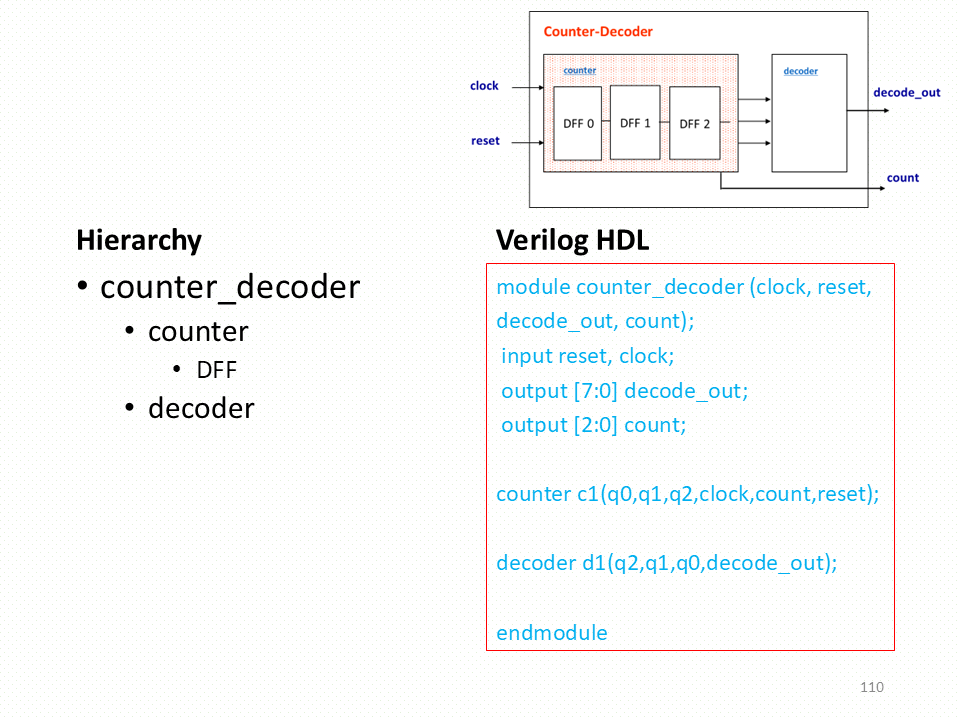 Counter-Decoder
counter
decoder
clock
decode_out
DFF 0
DFF 1
DFF 2
reset
count
Hierarchy
• counter_decoder
• counter
• DFF
• decoder
Verilog HDL
module counter_decoder (clock, reset,
decode_out, count);
input reset, clock;
output [7:0] decode_out;
output [2:0] count;
counter c1(q0,q1,q2,clock,count,reset);
decoder d1(q2,q1,q0,decode_out);
endmodule
110